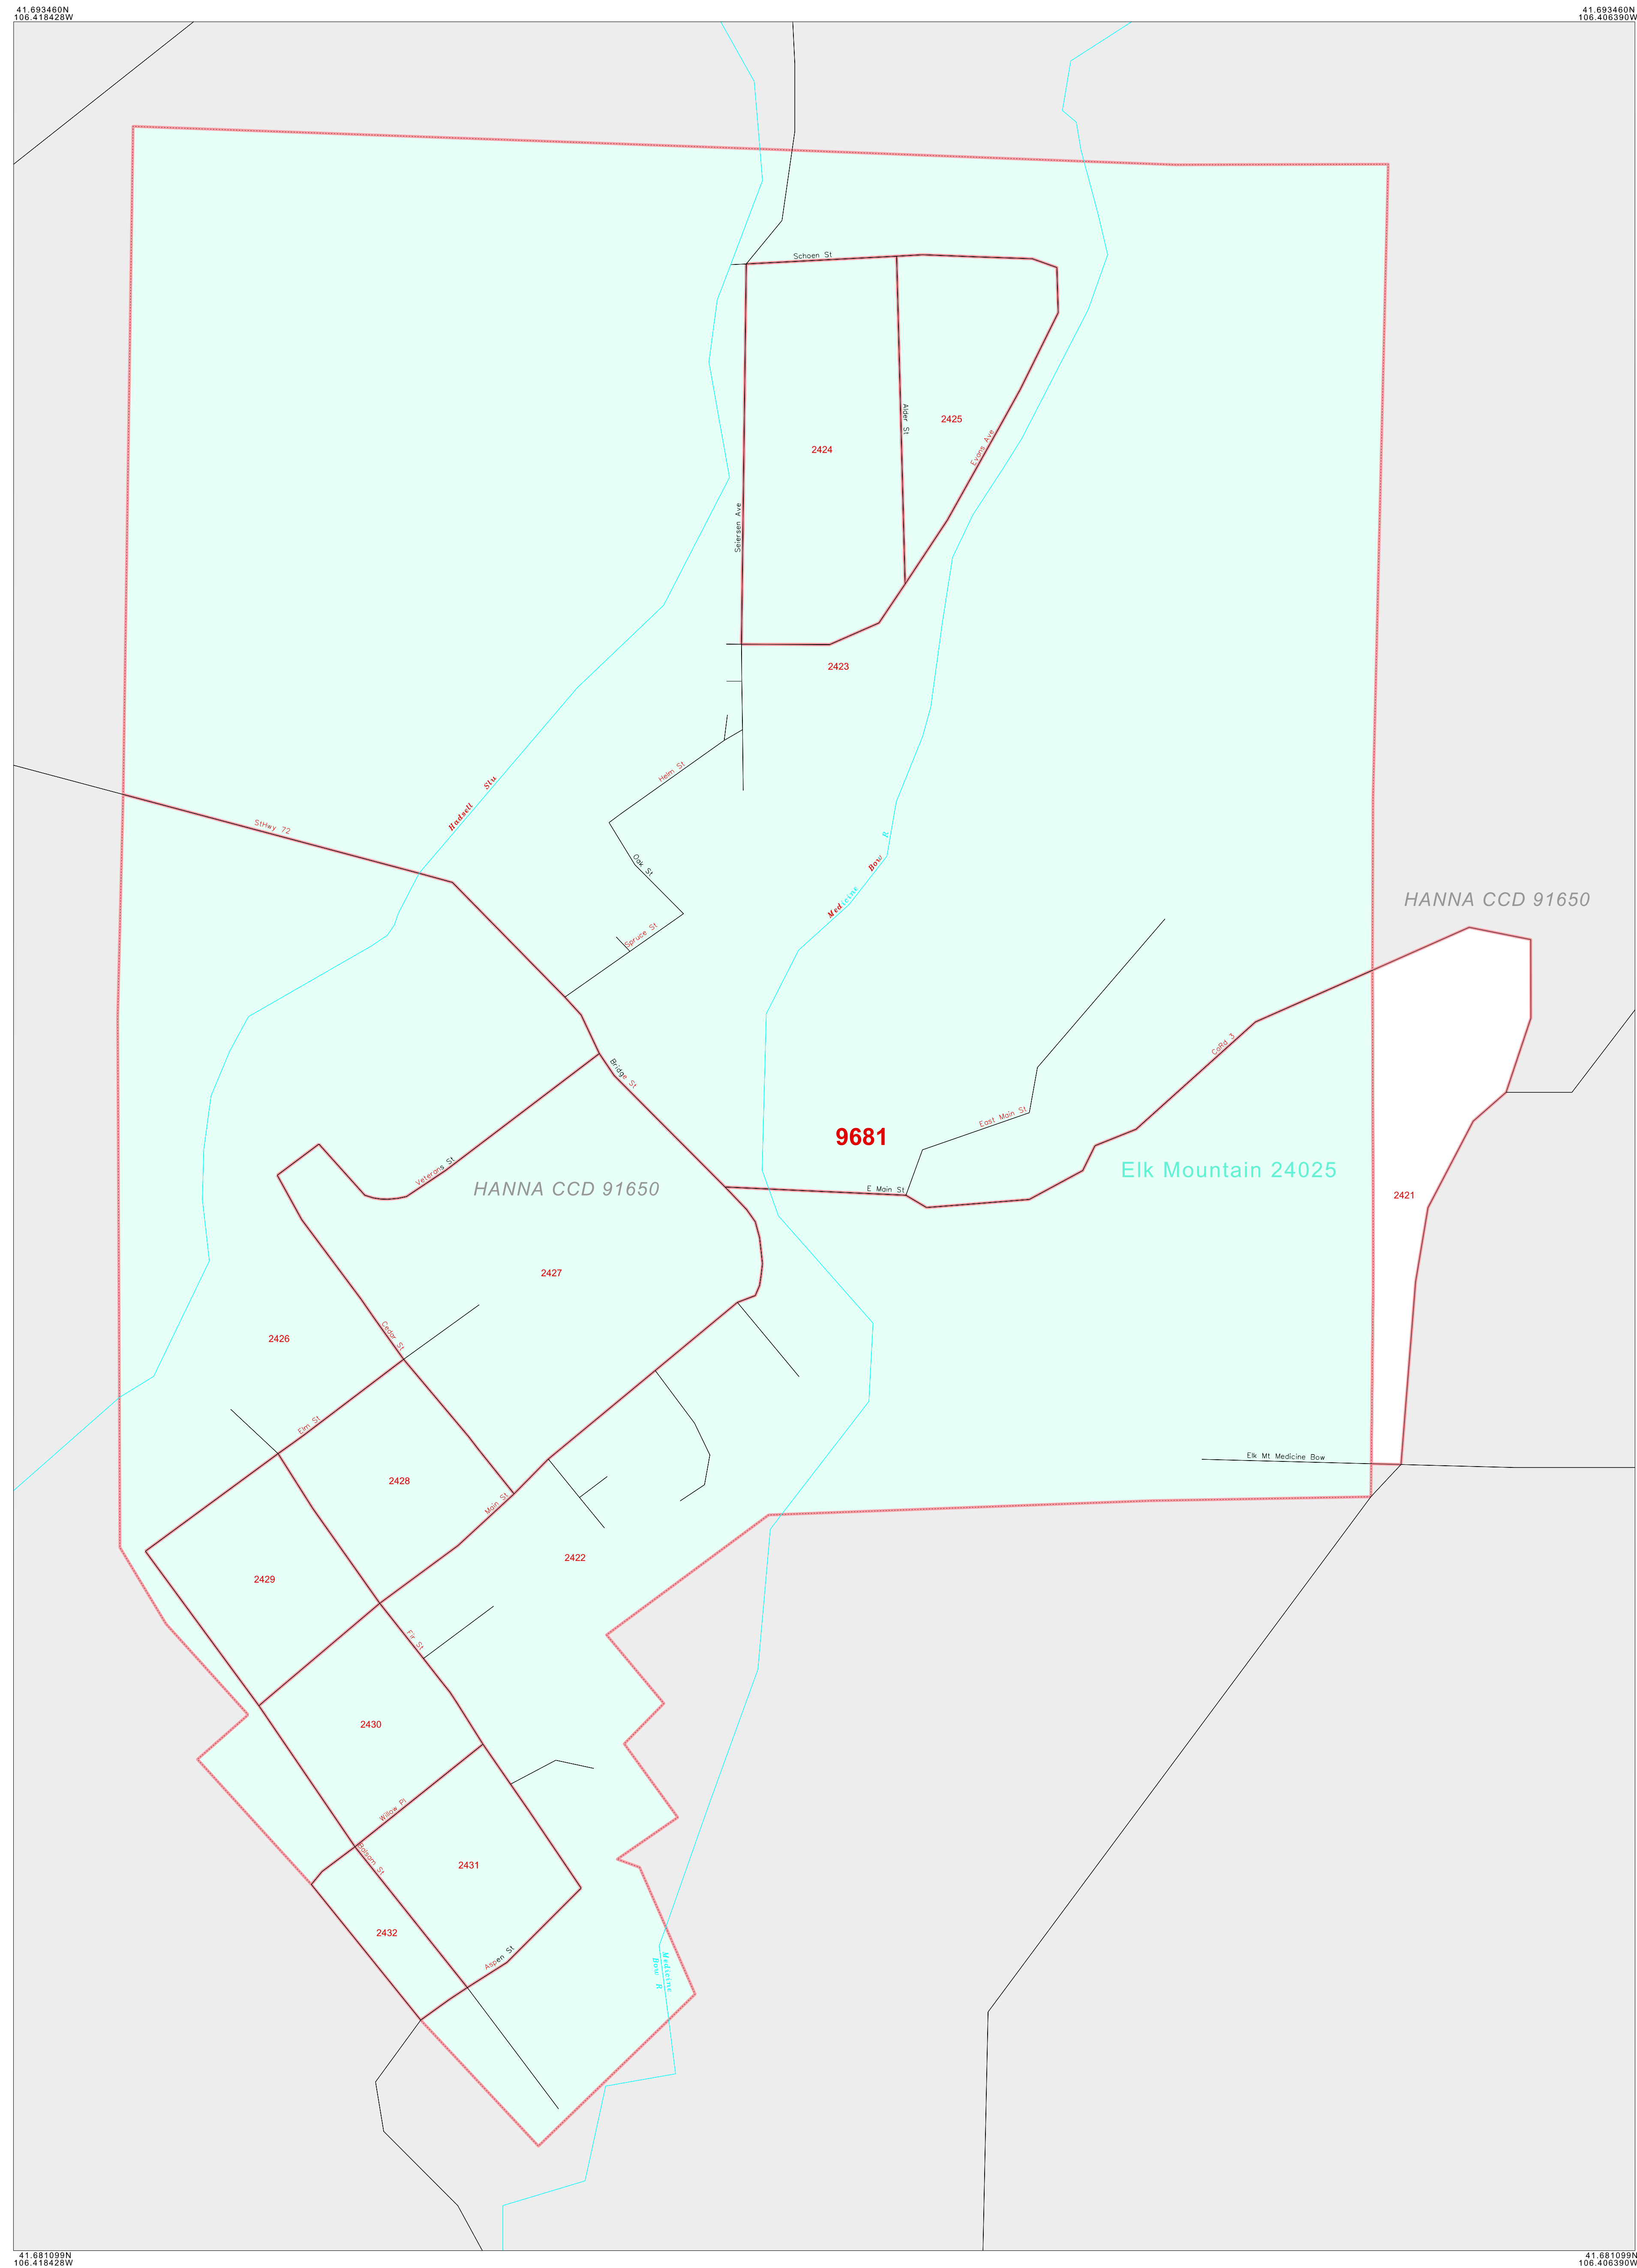 41.693460N
106.418428W
41.693460N
106.406390W
Schoen St
Alder St
2425
Evans Ave
2424
Seiersen Ave
2423
Helm St
Hadsell Slu
StHwy 72
Oak St
Medicine Bow R
HANNA CCD 91650
Spruce St
CoRd 3
Bridge St
East Main St
9681
Elk Mountain 24025
Veterans St
HANNA CCD 91650
E Main St
2421
2427
2426
Cedar St
Elm St
Elk Mt Medicine Bow
2428
Main St
2422
2429
Fir St
2430
Willow Pl
Balsam St
2431
2432
Aspen St
Medicine
Bow R
41.681099N
106.418428W
41.681099N
106.406390W